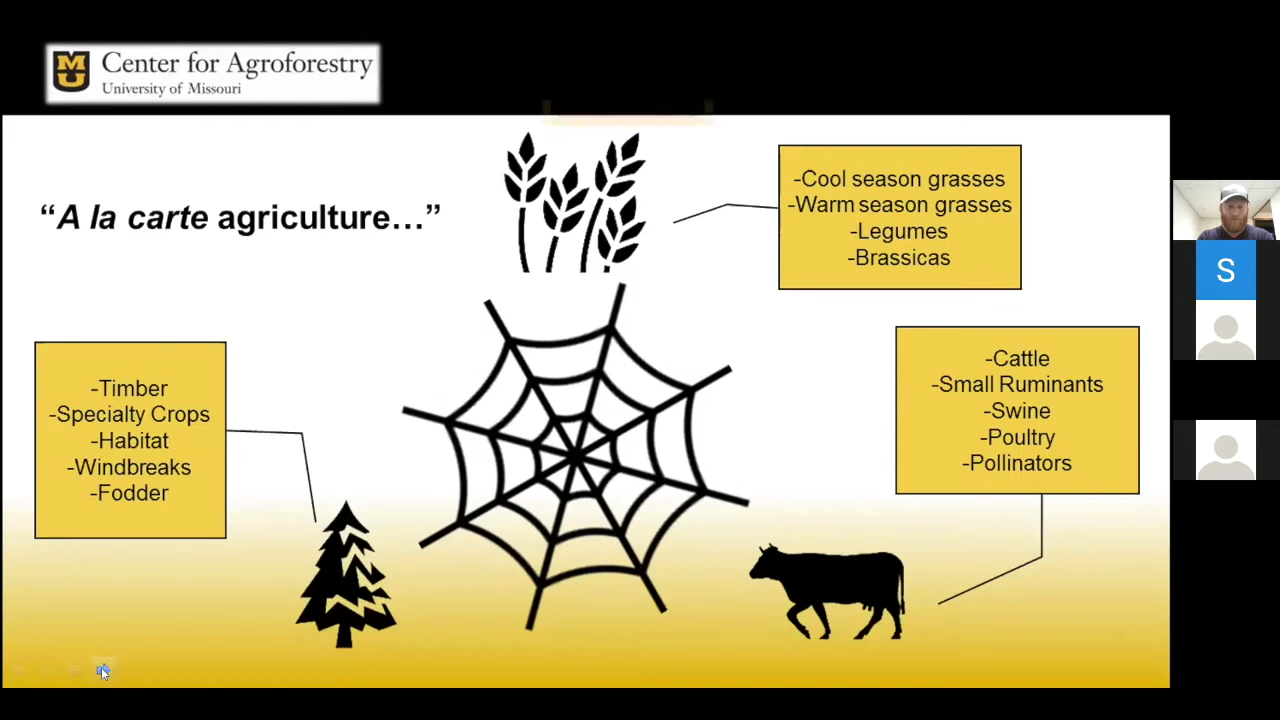 MU
Center for Agroforestry
University of Missouri
“A la carte agriculture…”
-Cool season grasses
-Warm season grasses
-Legumes
-Brassicas
-Timber
-Specialty Crops
-Habitat
-Windbreaks
-Fodder
-Cattle
-Small Ruminants
-Swine
-Poultry
-Pollinators
S